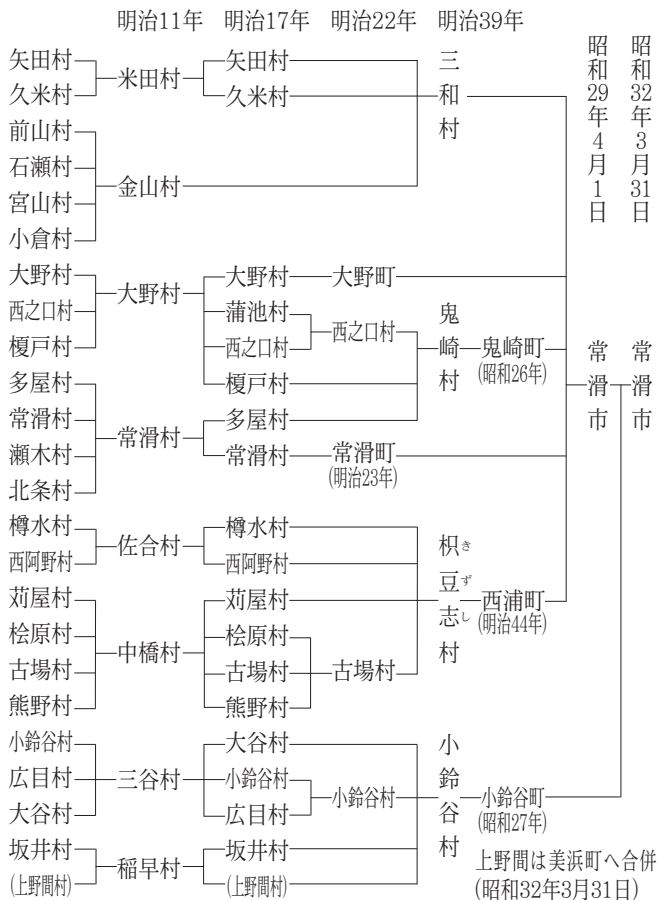 明治11年 明治17年 明治22年 明治39年
昭和29年4月1日
昭和32年3月31日
矢田村
久米村
前山村
石瀬村
宮山村
小倉村
大野村
西之口村
榎戸村
多屋村
常滑村
瀬木村
北条村
樽水村
西阿野村
苅屋村
桧原村
古場村
熊野村
小鈴谷村
広目村
大谷村
坂井村
(上野間村)
米田村
金山村
大野村
常滑村
佐合村
中橋村
三谷村
稲早村
矢田村
久米村
大野村
蒲池村
西之口村
榎戸村
多屋村
常滑村
樽水村
西阿野村
苅屋村
桧原村
古場村
熊野村
大谷村
小鈴谷村
広目村
坂井村
(上野間村)
大野町
西之口村
常滑町
(明治23年)
古場村
小鈴谷村
三和村
鬼崎村
枳豆志村
きずし
小鈴谷村
鬼崎町
(昭和26年)
西浦町
(明治44年)
小鈴谷町
(昭和27年)
常滑市
常滑市
上野間は美浜町へ合併
(昭和32年3月31日)